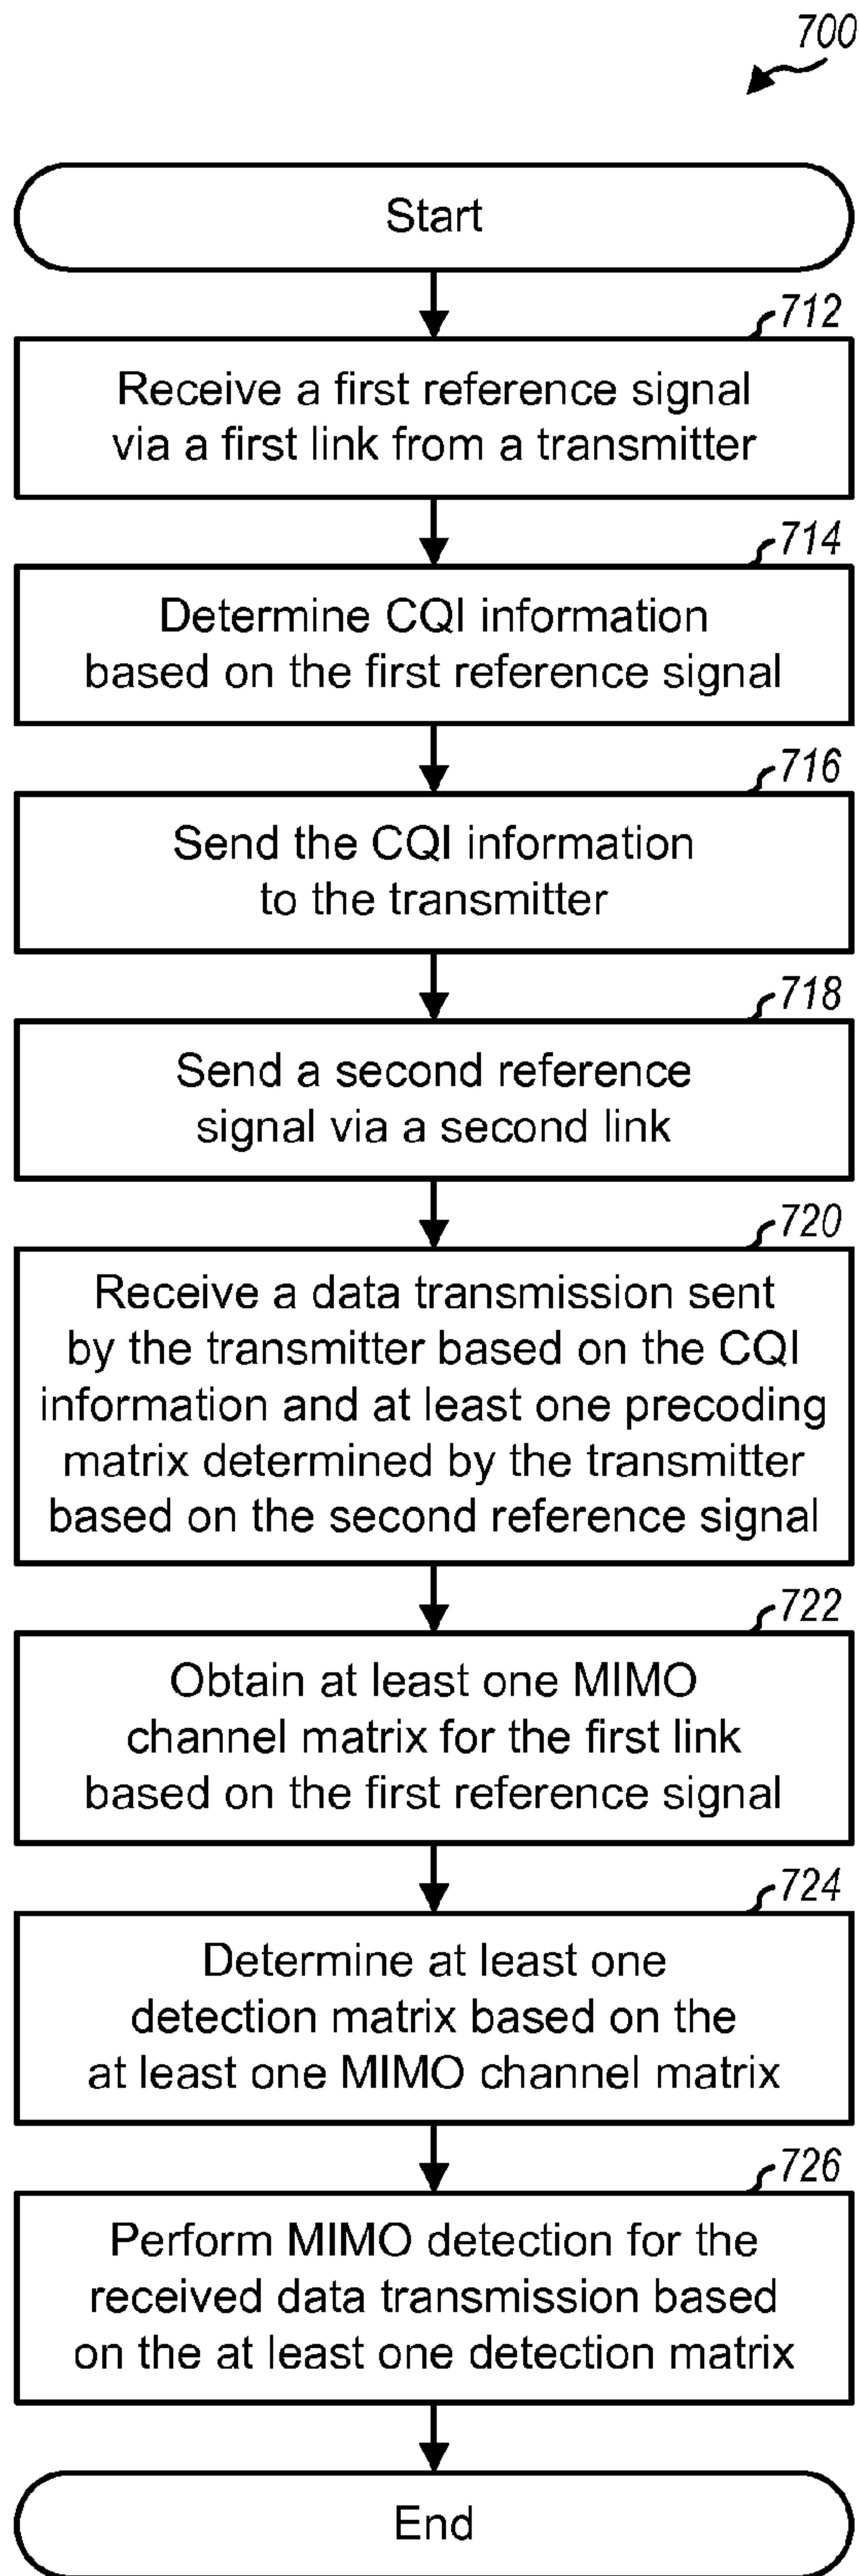 700
Start
712
Receive a first reference signal
via a first link from a transmitter
714
Determine CQI information
based on the first reference signal
716
Send the CQI information
to the transmitter
718
Send a second reference
signal via a second link
720
Receive a data transmission sent
by the transmitter based on the CQI
information and at least one precoding
matrix determined by the transmitter
based on the second reference signal
722
Obtain at least one MIMO
channel matrix for the first link
based on the first reference signal
724
Determine at least one
detection matrix based on the
at least one MIMO channel matrix
726
Perform MIMO detection for the
received data transmission based
on the at least one detection matrix
End